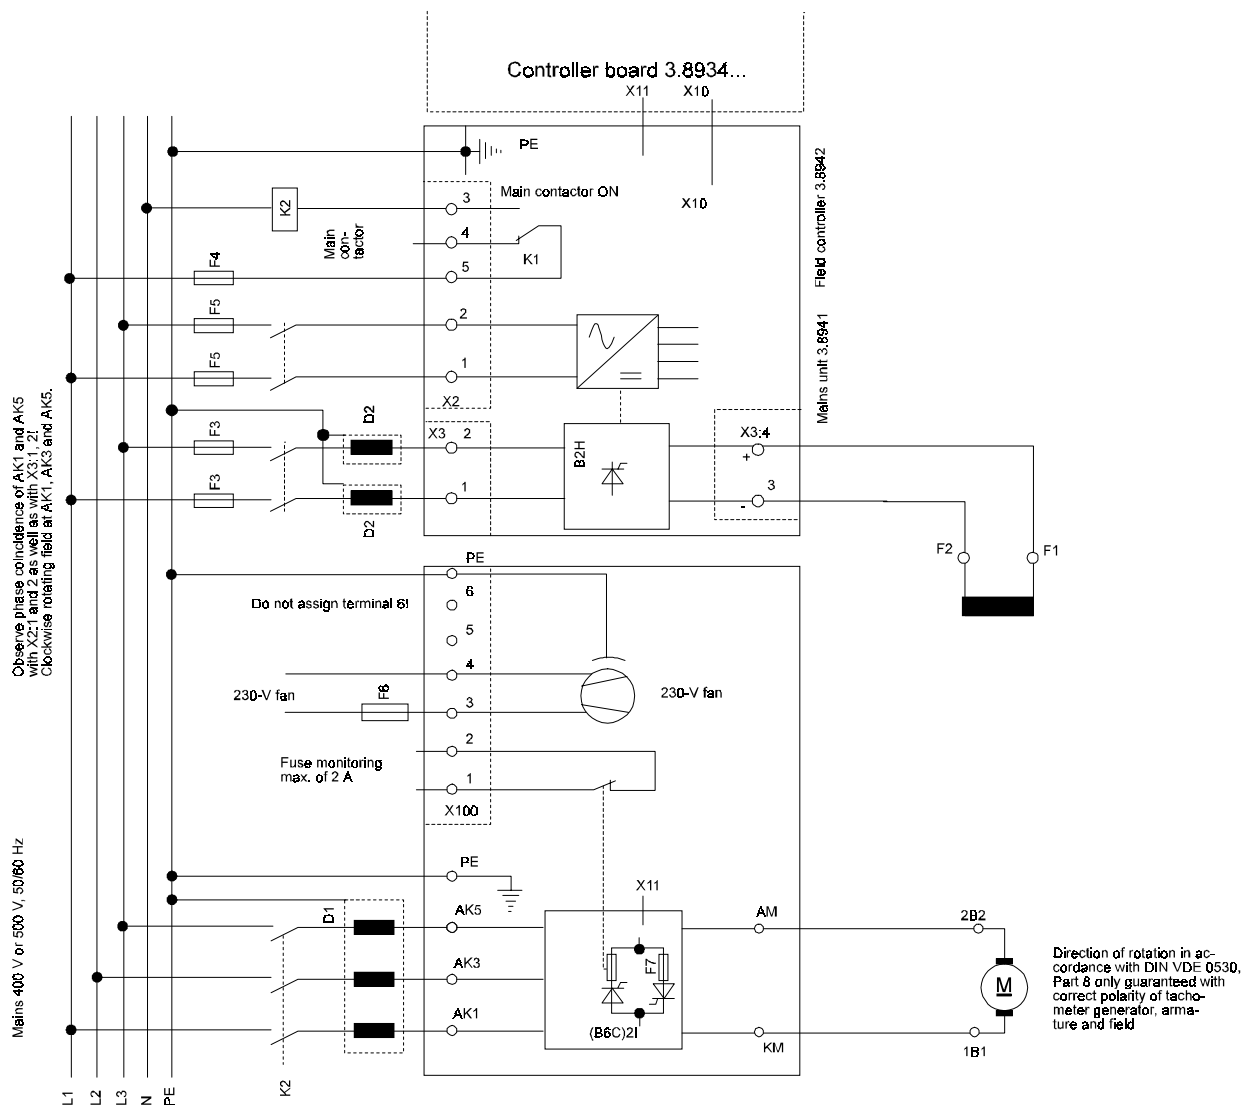 Controller board 3.8934...
X11
X10
PE
Main contactor ON
X10
Field controller 3.8942
K2
3
Main
con-
tactor
4
K1
F4
5
F5
2
F5
1
X2
Mains unit 3.8941
D2
F3
X3
2
B2H
X3:4
+
F3
1
3
-
D2
F2
F1
PE
Observe phase coincidence of AK1 and AK5
with X2:1 and 2 as well as with X3:1, 2!
Clockwise rotating field at AK1, AK3 and AK5.
Do not assign terminal 6!
6
5
4
230-V fan
F6
3
230-V fan
2
Fuse monitoring
max. of 2 A
1
X100
Mains 400 V or 500 V, 50/60 Hz
PE
X11
D1
AK5
AM
2B2
AK3
F7
M
Direction of rotation in ac-
cordance with DIN VDE 0530,
Part 8 only guaranteed with
correct polarity of tacho-
meter generator, arma-
ture and field
AK1
(B6C)2I
KM
1B1
K2
L1
L2
L3
N
PE